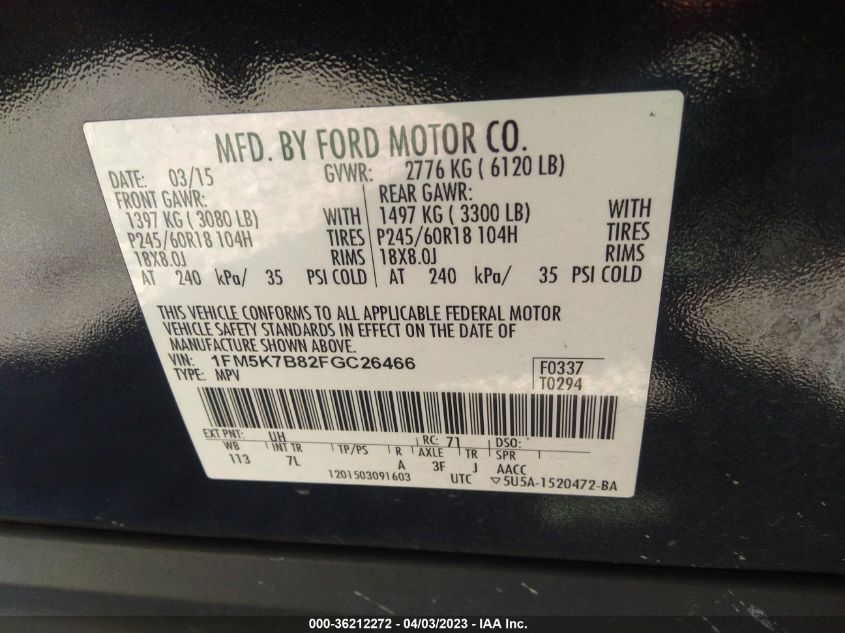 MFD. BY FORD MOTOR CO.
DATE: 03/15 GVWR: 2776 KG ( 6120 LB)
FRONT GAWR: REAR GAWR:
1397 KG ( 3080 LB) WITH 1497 KG ( 3300 LB) WITH
P245/60R18 104H TIRES P245/60R18 104H TIRES
18X8.0J RIMS 18X8.0J RIMS
AT 240 kPa/ 35 PSI COLD AT 240 kPa/ 35 PSI COLD
THIS VEHICLE CONFORMS TO ALL APPLICABLE FEDERAL MOTOR
VEHICLE SAFETY STANDARDS IN EFFECT ON THE DATE OF
MANUFACTURE SHOWN ABOVE.
VIN: 1FM5K7B82FGC26466 F0337
TYPE: MPV T0294
EXT PNT: UH RC: 71 DSO:
WB INT TR TP/PS R AXLE TR SPR
113 7L A 3F J AACC
1201503091603 UTC ▽5U5A-1520472-BA
000-36212272 - 04/03/2023 - IAA Inc.